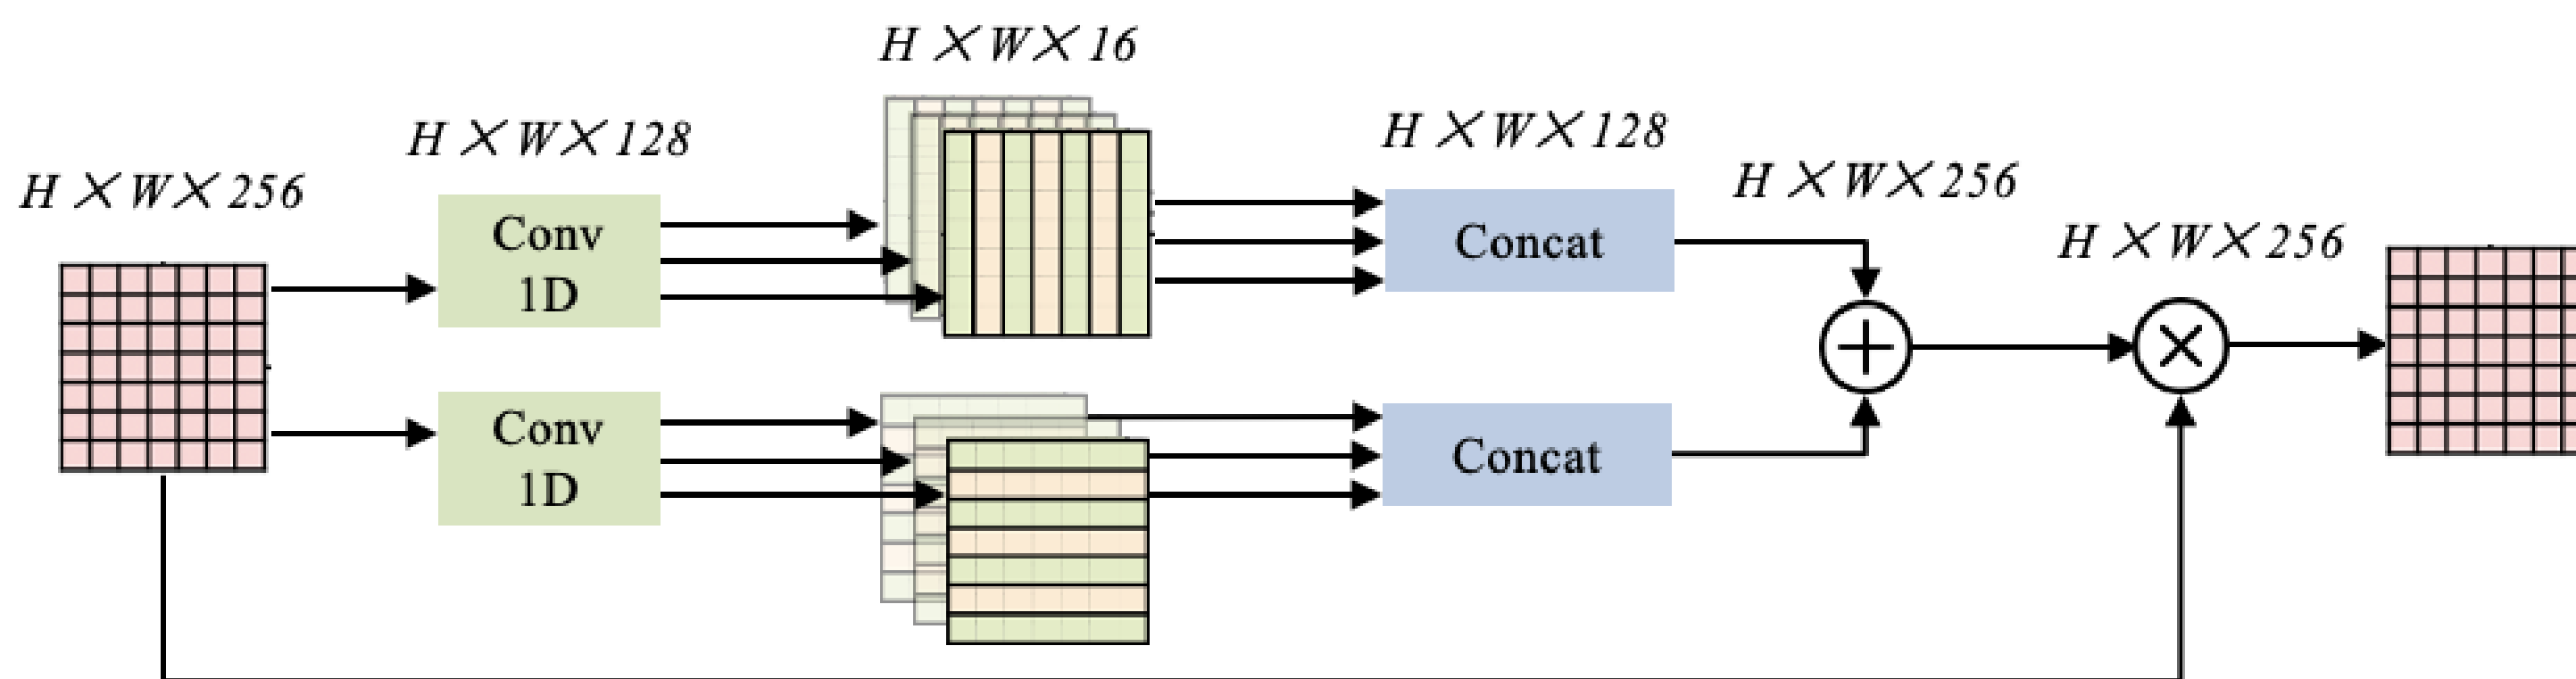 H×W×256
H×W×128
Conv
1D
Conv
1D
H×W×16
H×W×128
Concat
Concat
H×W×256
H×W×256